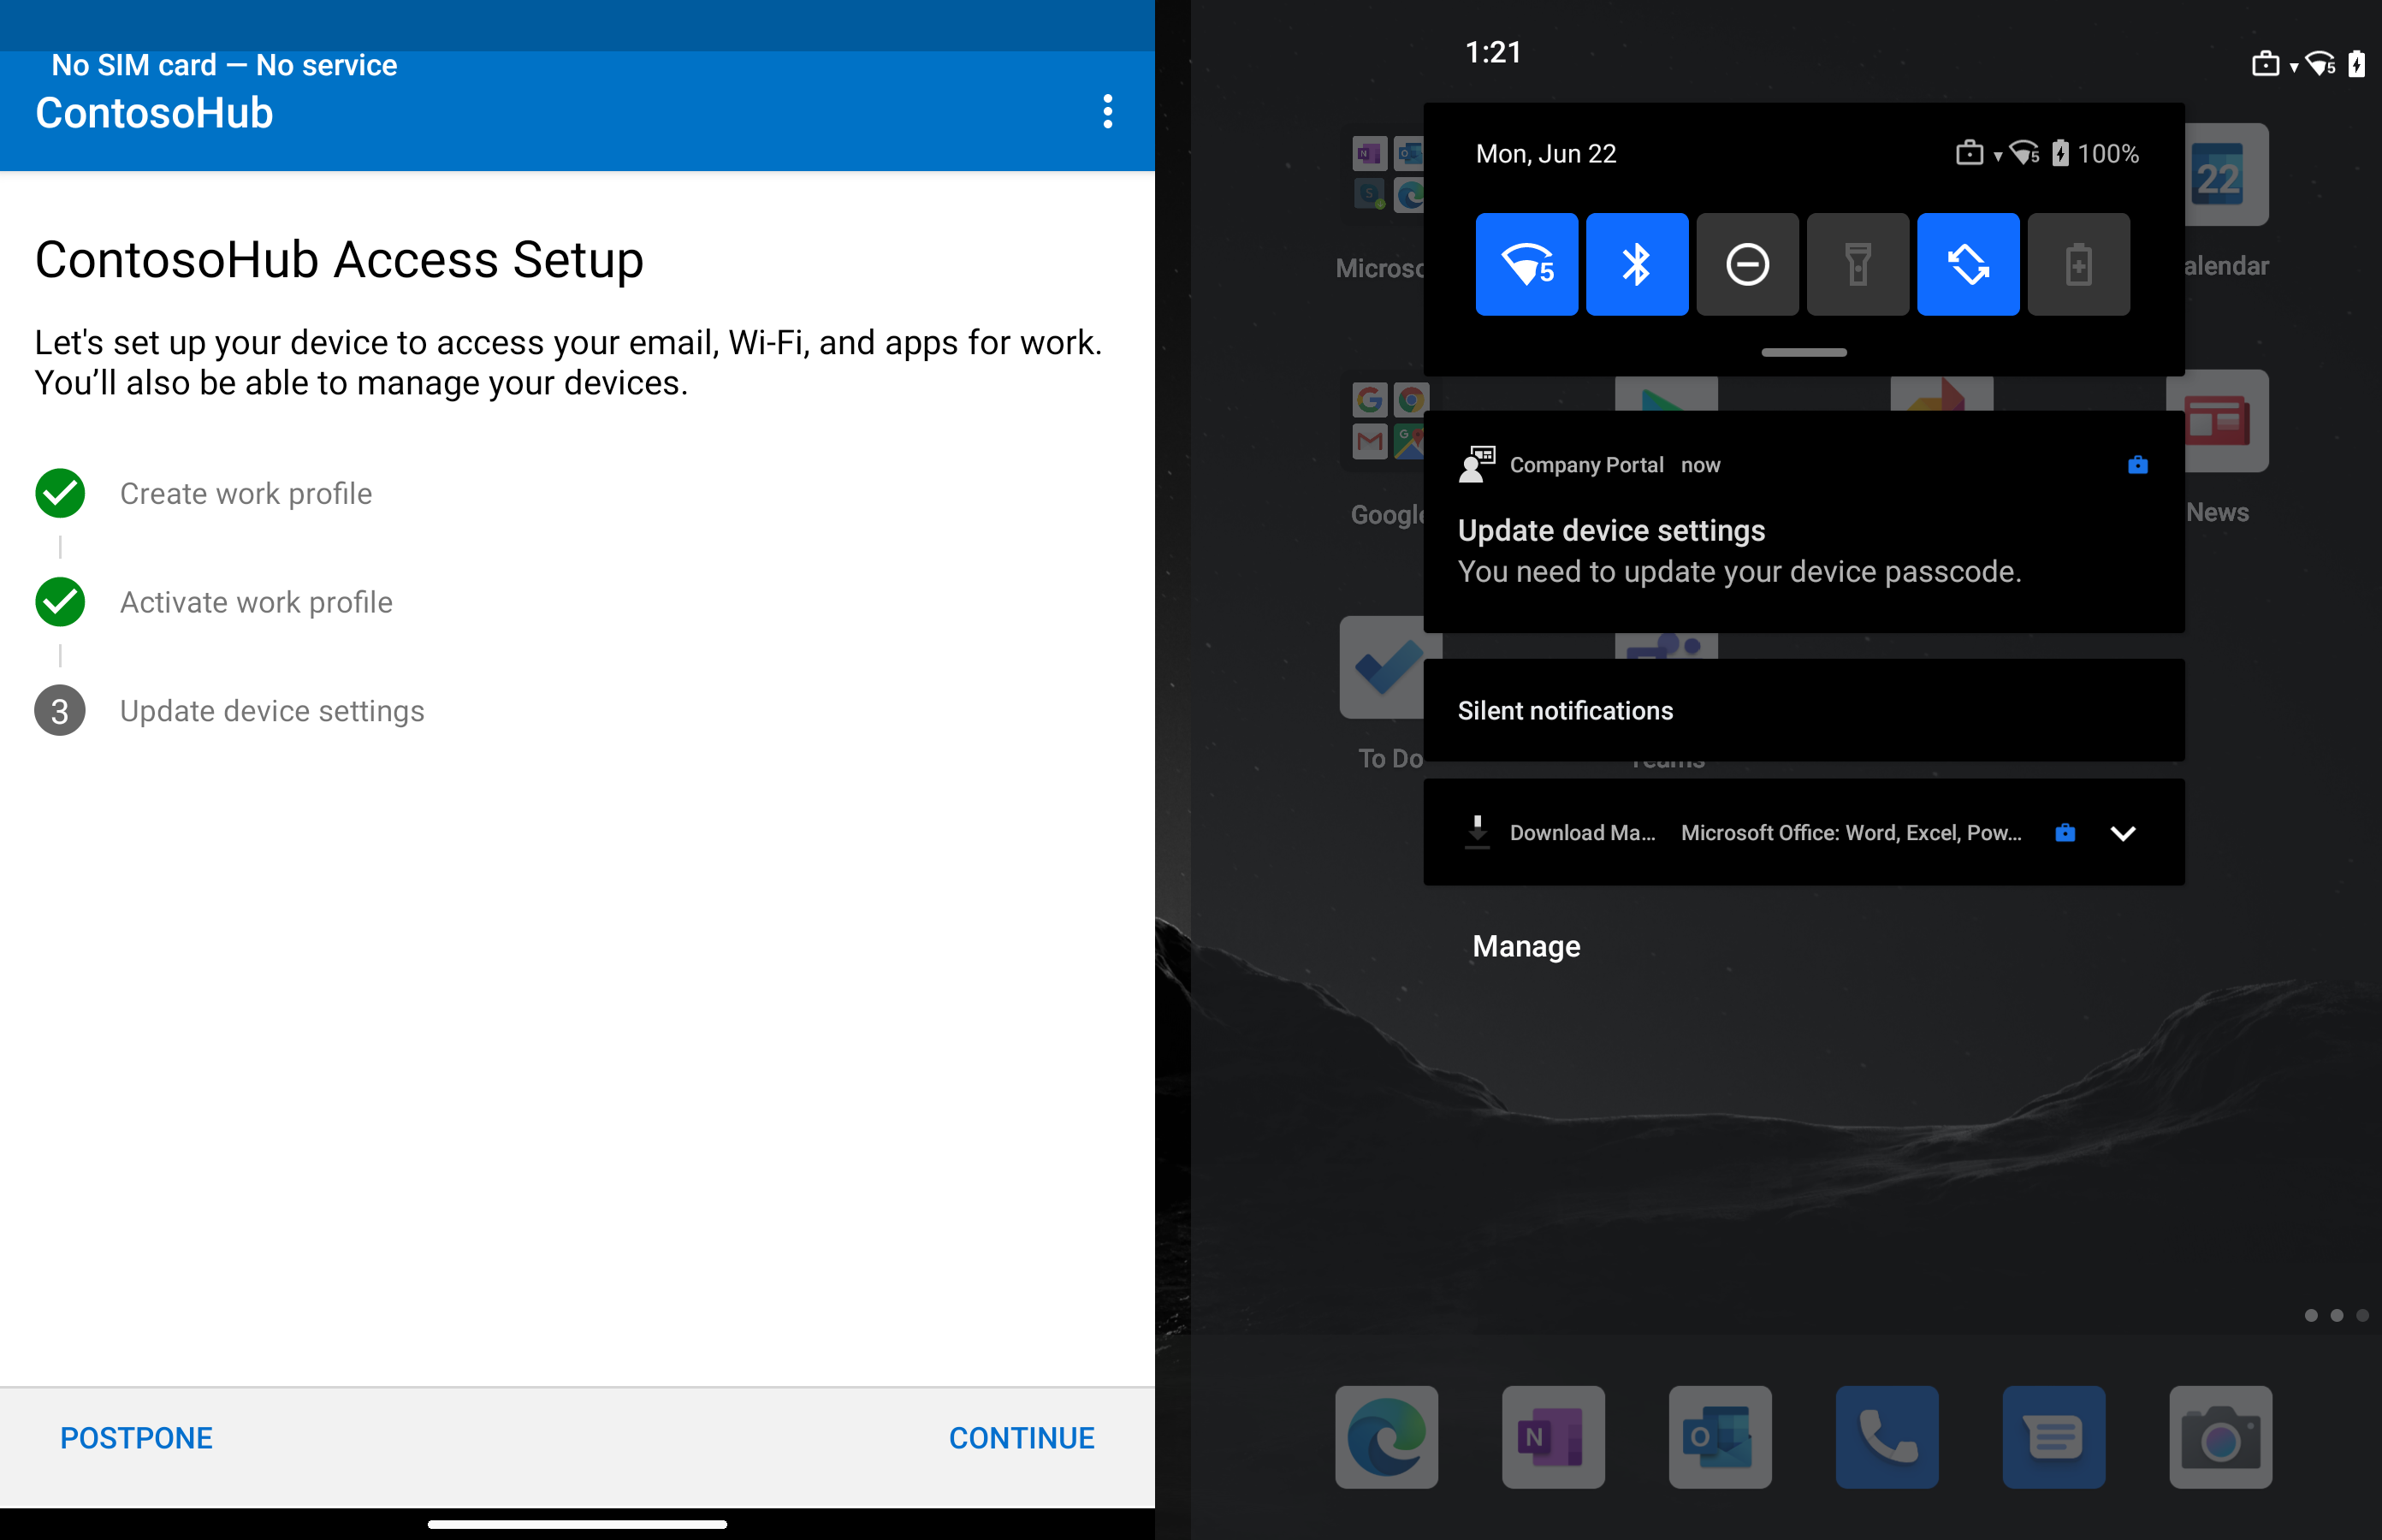 No SIM card — No service
ContosoHub
ContosoHub Access Setup
Let's set up your device to access your email, Wi-Fi, and apps for work.
You’ll also be able to manage your devices.
Create work profile
Activate work profile
3 Update device settings
POSTPONE CONTINUE
1:21
5
Mon, Jun 22
5 100%
5
22
Microsc
alendar
Company Portal now
Google
News
Update device settings
You need to update your device passcode.
Silent notifications
To Do
Teams
Download Ma... Microsoft Office: Word, Excel, Pow...
Manage
N
O